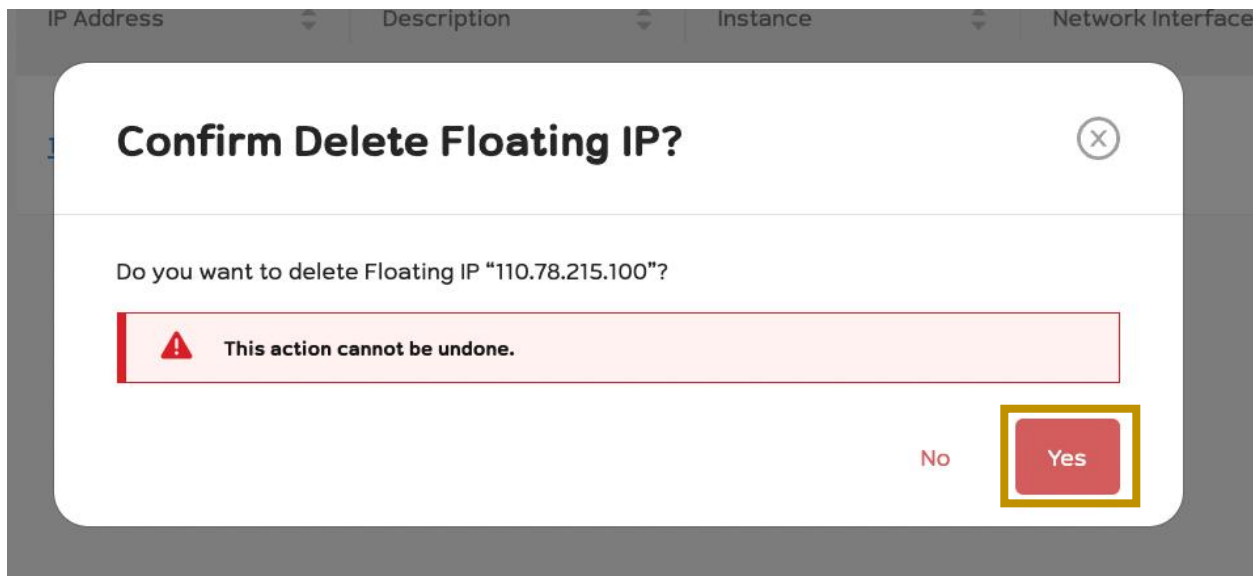 IP Address Description Instance Network Interface
Confirm Delete Floating IP?
Do you want to delete Floating IP “110.78.215.100”?
This action cannot be undone.
No Yes